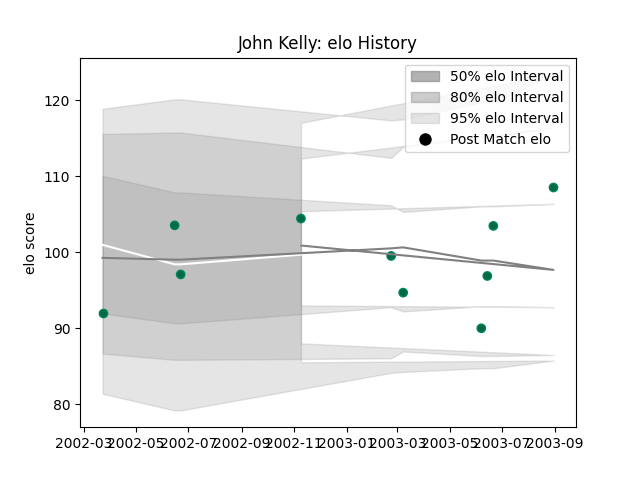 John Kelly: elo History
50% elo Interval
80% elo Interval
95% elo Interval
Post Match elo
elo score
120
110
100
90
80
2002-03 2002-05 2002-07 2002-09 2002-11 2003-01 2003-03 2003-05 2003-07 2003-09